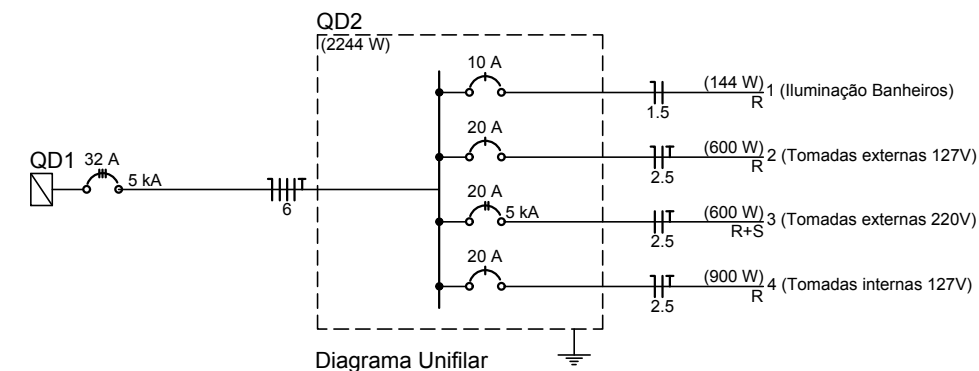 QD2
(2244 W)
10 A
(144 W)
1 (Iluminação Banheiros)
1.5
R
20 A
(600 W)
2 (Tomadas externas 127V)
2.5
R
QD1
32 A
5 kA
6
20 A
5 kA
(600 W)
3 (Tomadas externas 220V)
2.5
R+S
20 A
(900 W)
4 (Tomadas internas 127V)
2.5
R
Diagrama Unifilar